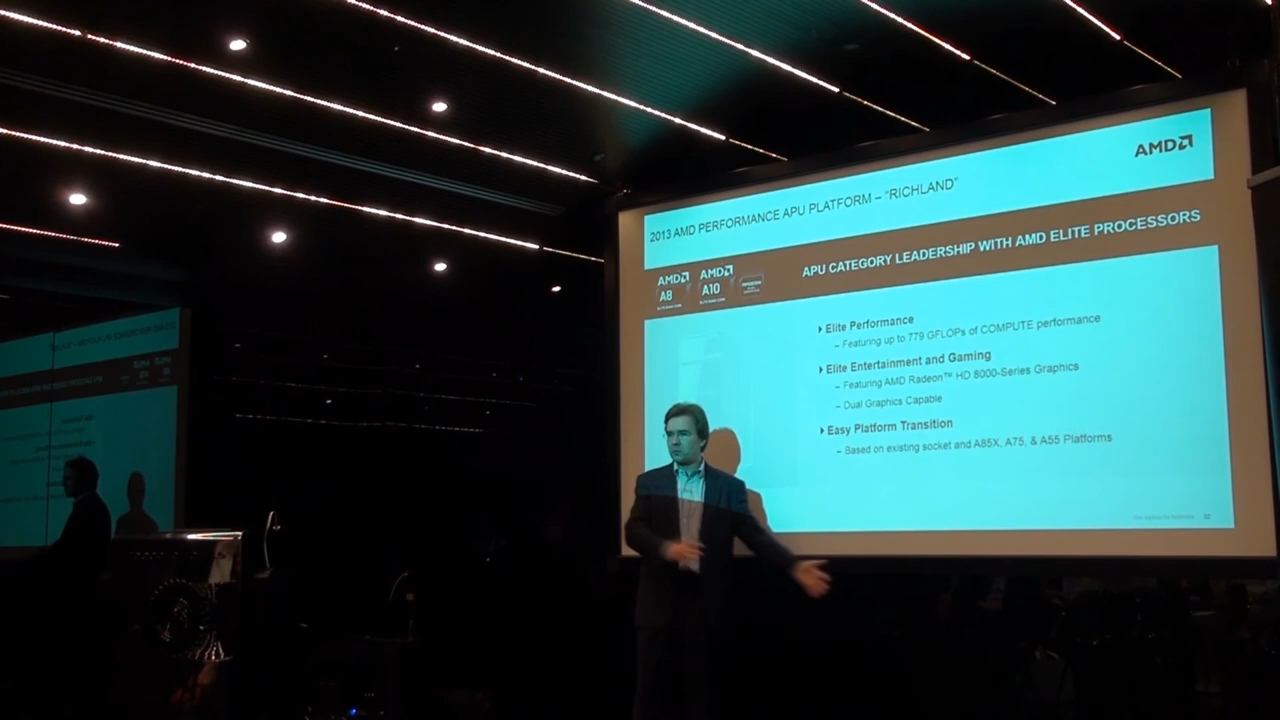 AMD
2013 AMD PERFORMANCE APU PLATFORM – “RICHLAND”
APU CATEGORY LEADERSHIP WITH AMD ELITE PROCESSORS
AMD AMD
A8 A10 RADEON
Elite Performance
– Featuring up to 779 GFLOPs of COMPUTE performance
Elite Entertainment and Gaming
– Featuring AMD Radeon™ HD 8000-Series Graphics
– Dual Graphics Capable
Easy Platform Transition
– Based on existing socket and A85X, A75, & A55 Platforms